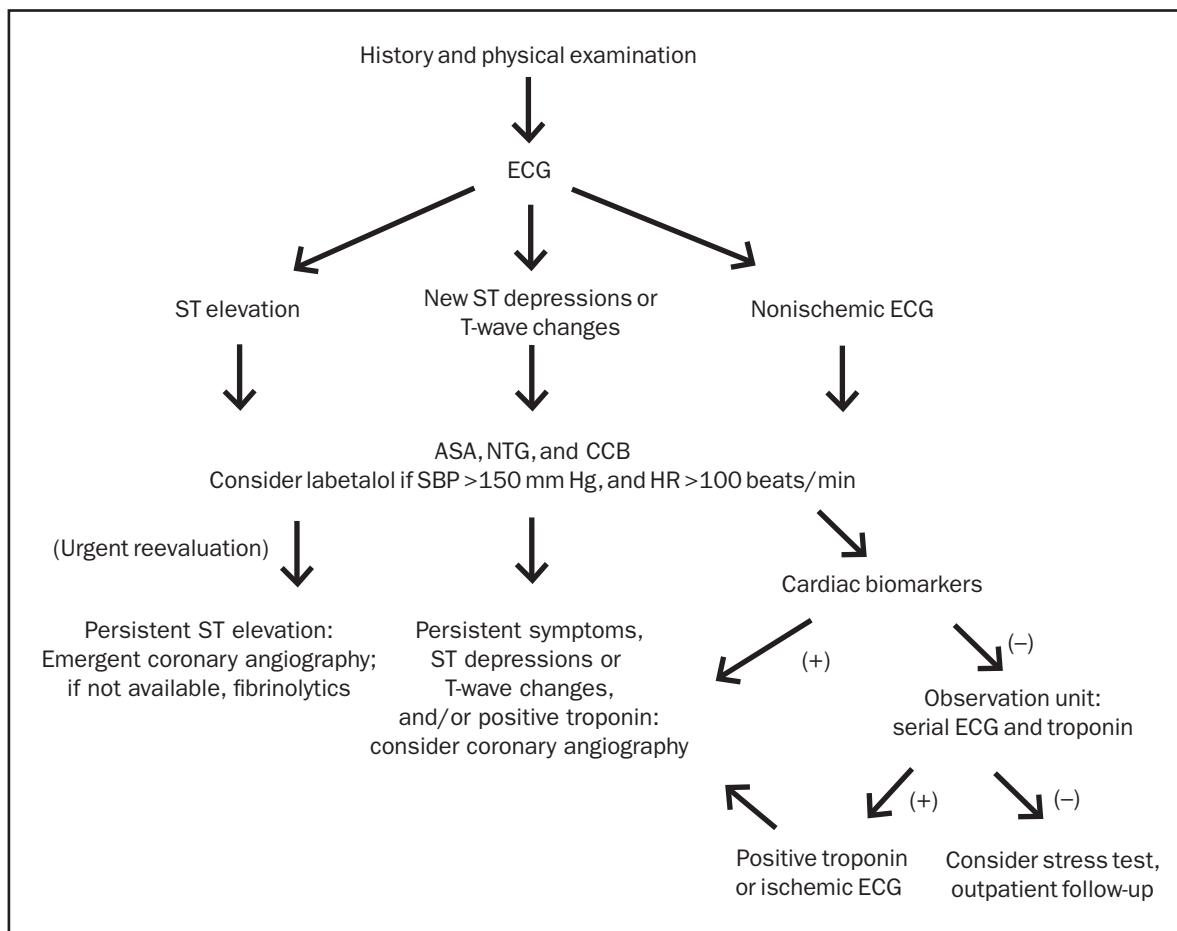 History and physical examination
ECG
ST elevation
New ST depressions or
T-wave changes
Nonischemic ECG
ASA, NTG, and CCB
Consider labetalol if SBP >150 mm Hg, and HR >100 beats/min
(Urgent reevaluation)
Cardiac biomarkers
Persistent ST elevation:
Emergent coronary angiography;
if not available, fibrinolytics
Persistent symptoms,
ST depressions or
T-wave changes,
and/or positive troponin:
consider coronary angiography
(+)
(–)
Observation unit:
serial ECG and troponin
(+)
(–)
Positive troponin
or ischemic ECG
Consider stress test,
outpatient follow-up